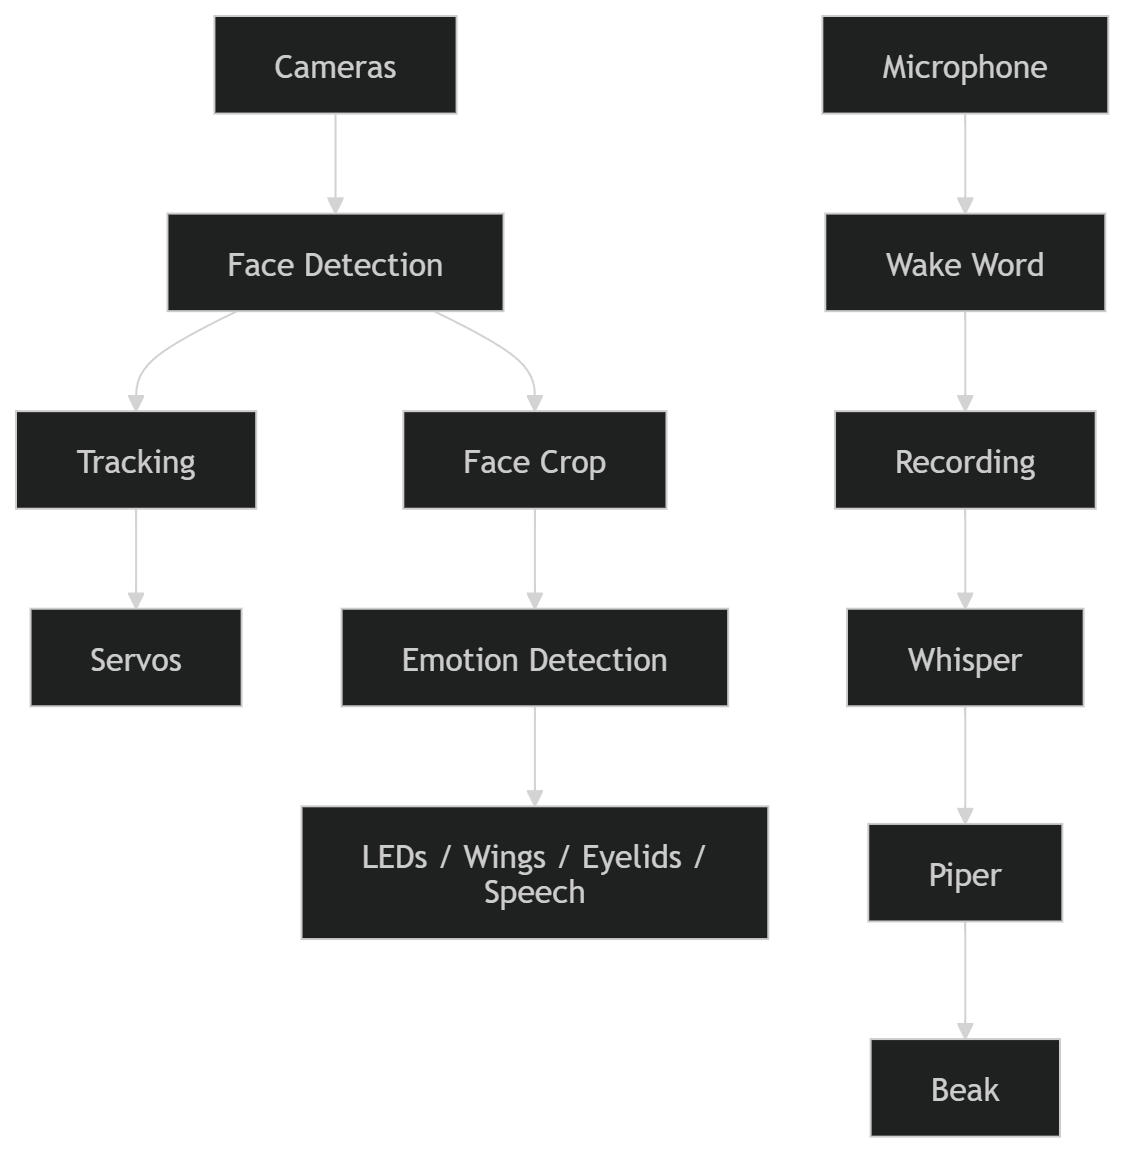 Cameras
Microphone
Face Detection
Wake Word
Tracking
Face Crop
Recording
Servos
Emotion Detection
Whisper
LEDs / Wings / Eyelids /
Speech
Piper
Beak